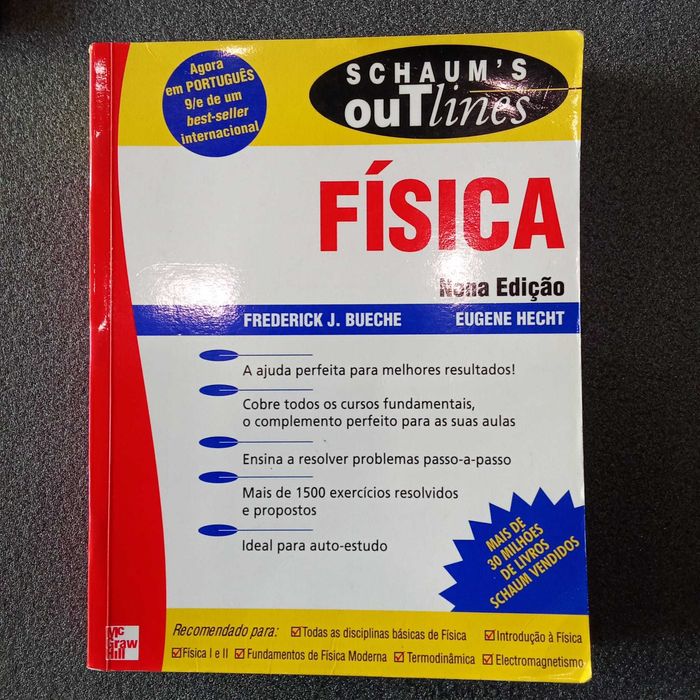 Agora
em PORTUGUÊS
9/e de um
best-seller
internacional
SCHAUM'S
ouTlines
FÍSICA
Nona Edição
FREDERICK J. BUECHE EUGENE HECHT
A ajuda perfeita para melhores resultados!
Cobre todos os cursos fundamentais,
o complemento perfeito para as suas aulas
Ensina a resolver problemas passo-a-passo
Mais de 1500 exercícios resolvidos
e propostos
Ideal para auto-estudo
MAIS DE
30 MILHÕES
DE LIVROS
SCHAUM VENDIDOS
Mc
Graw
Hill
Recomendado para: ☑Todas as disciplinas básicas de Física ☑Introdução à Física
☑Física I e II ☑Fundamentos de Física Moderna ☑Termodinâmica ☑Electromagnetismo